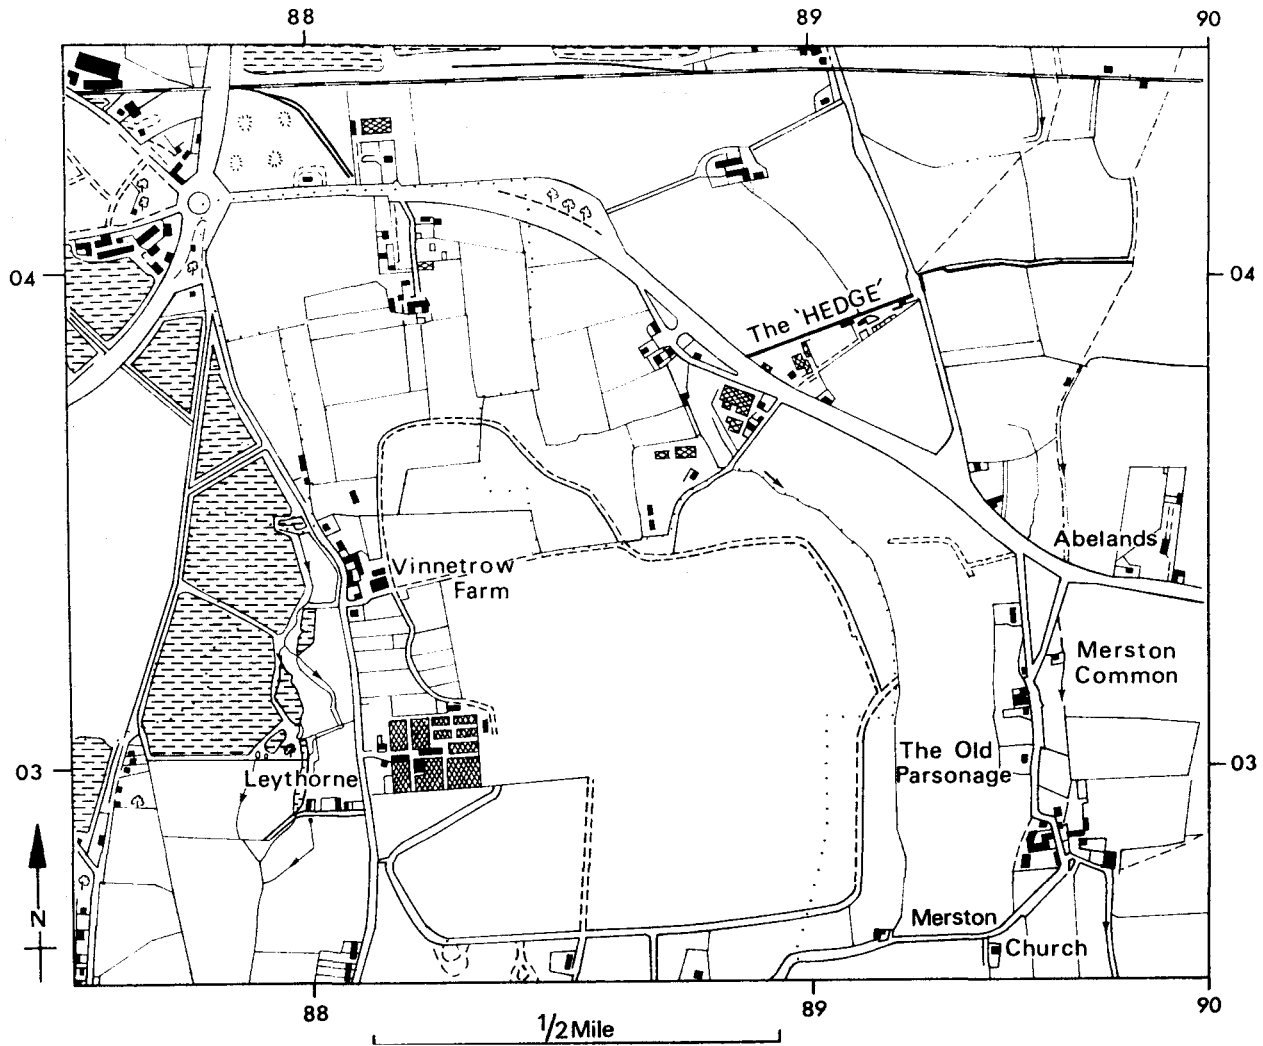 88 89 90
04 04
The 'HEDGE'
Abelands
Vinnetrow
Farm
Merston
Common
The Old
Parsonage
03 03
Leythorne
N
Merston
Church
88 89 90
1/2 Mile